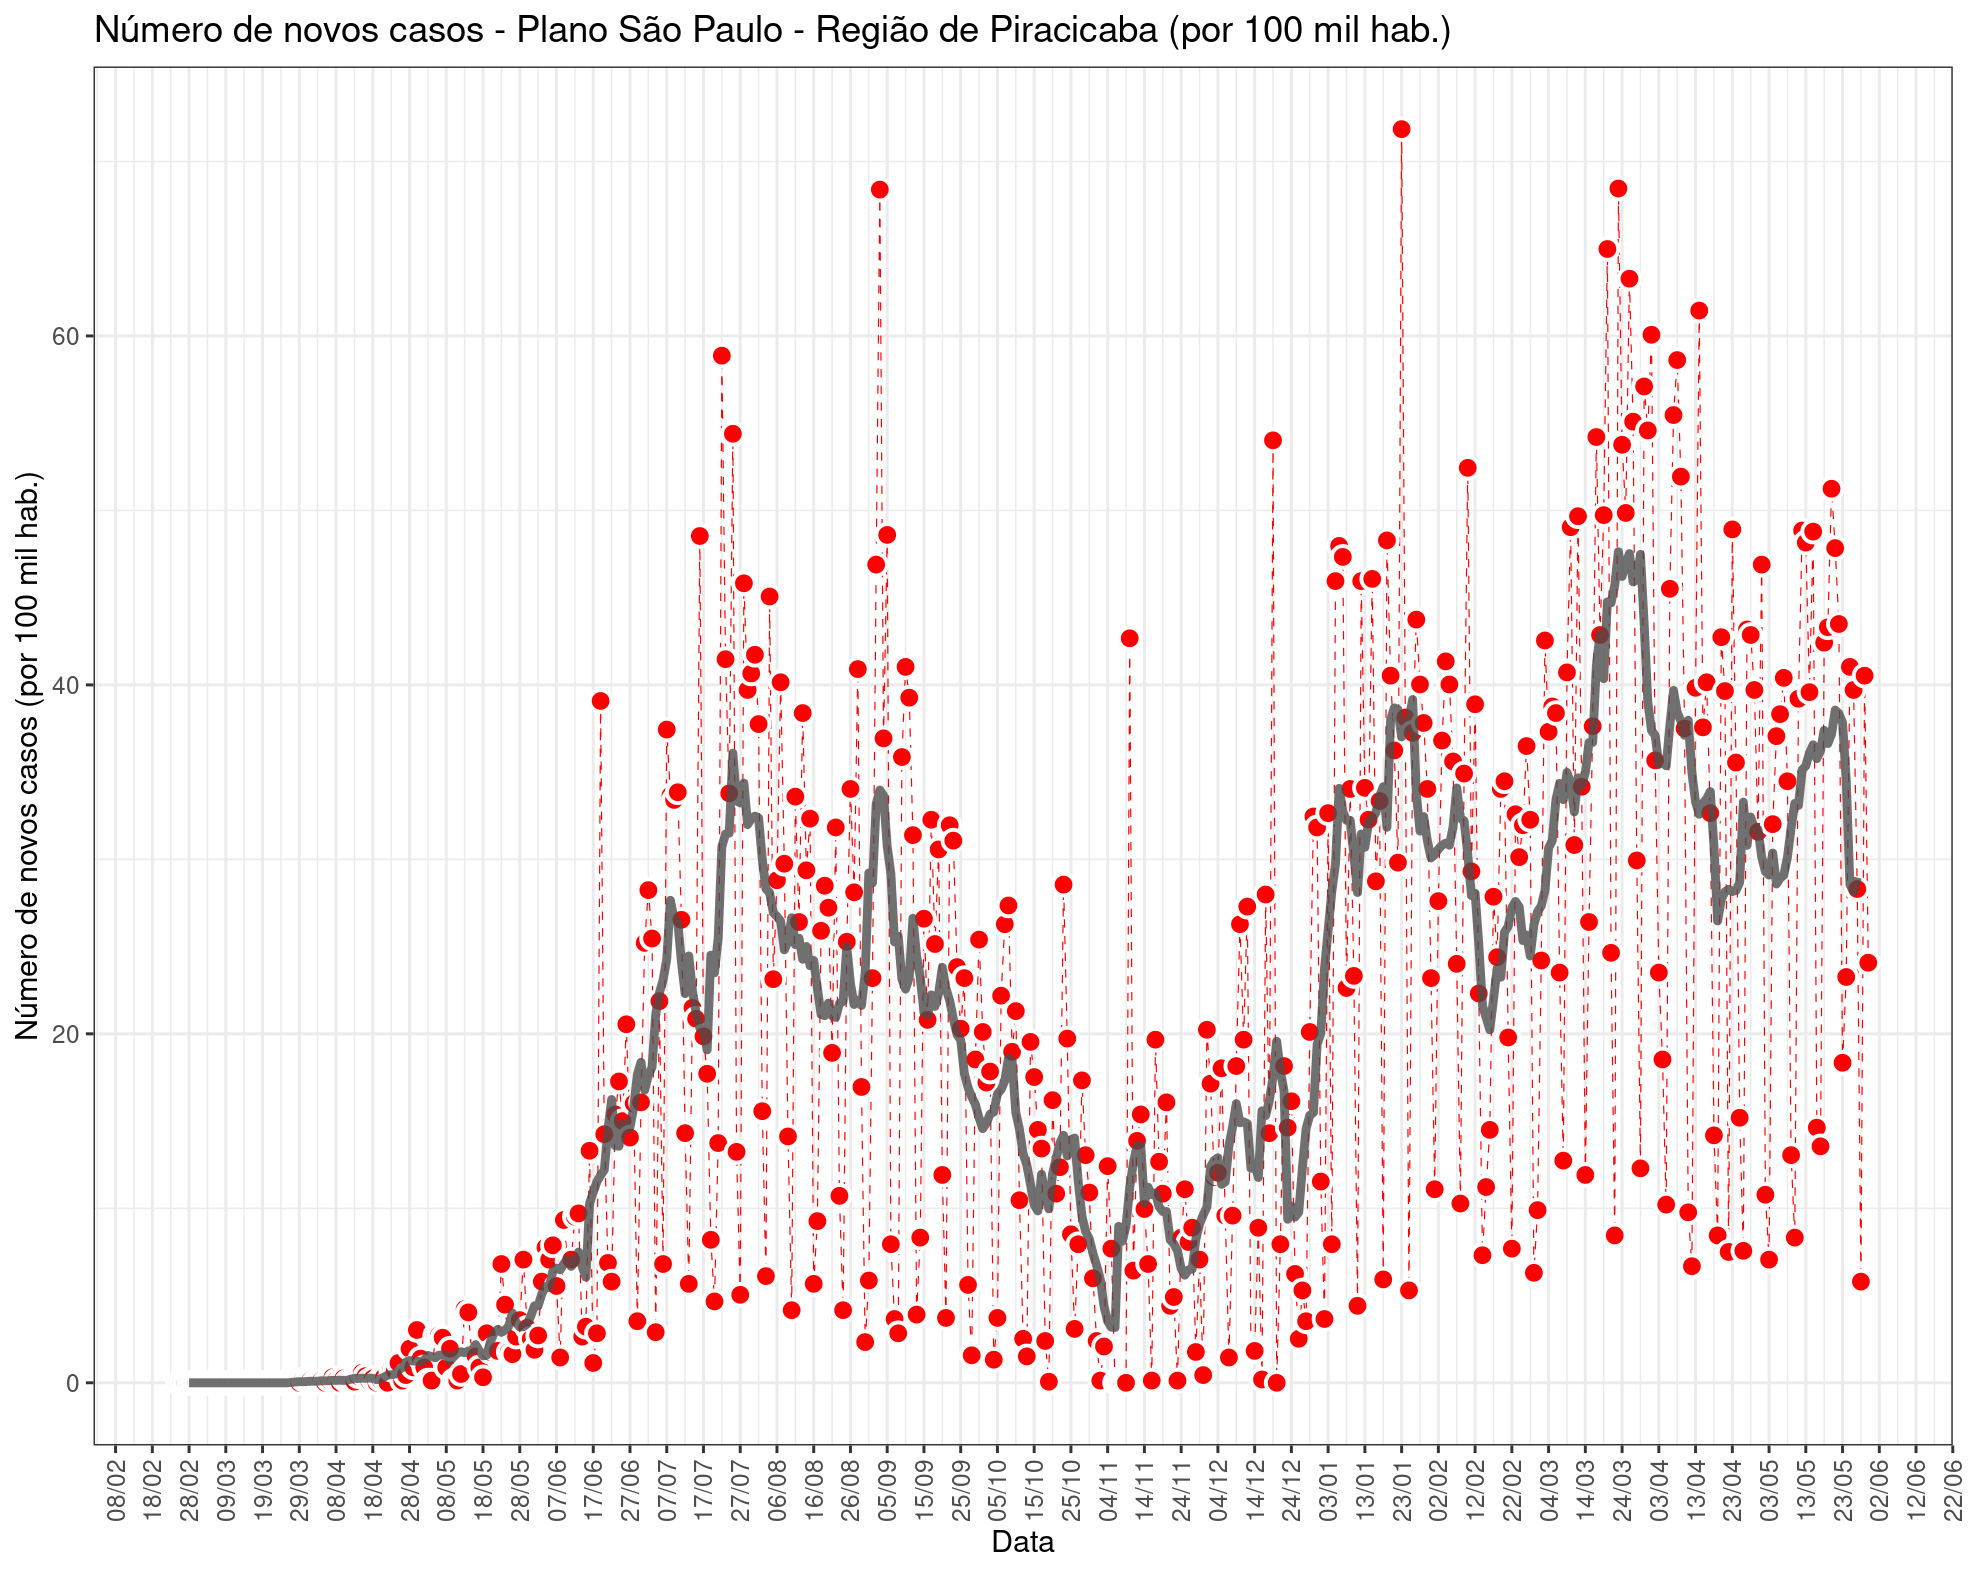 Número de novos casos - Plano São Paulo - Região de Piracicaba (por 100 mil hab.)
Número de novos casos (por 100 mil hab.)
60
40
20
0
08/02 18/02 28/02 09/03 19/03 29/03 08/04 18/04 28/04 08/05 18/05 28/05 07/06 17/06 27/06 07/07 17/07 27/07 06/08 16/08 26/08 05/09 15/09 25/09 05/10 15/10 25/10 04/11 14/11 24/11 04/12 14/12 24/12 03/01 13/01 23/01 02/02 12/02 22/02 04/03 14/03 24/03 03/04 13/04 23/04 03/05 13/05 23/05 02/06 12/06 22/06
Data